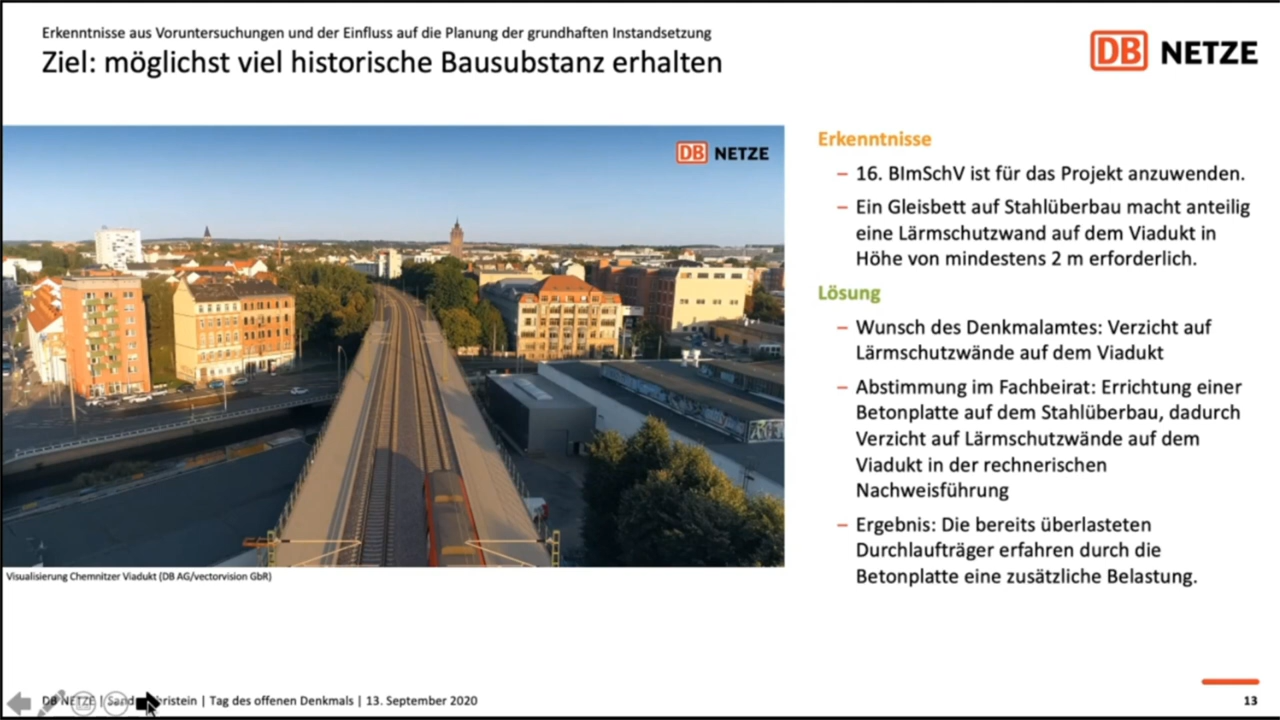 Erkenntnisse aus Voruntersuchungen und der Einfluss auf die Planung der grundhaften Instandsetzung
Ziel: möglichst viel historische Bausubstanz erhalten
DB NETZE
DB NETZE
Erkenntnisse
– 16. BImSchV ist für das Projekt anzuwenden.
– Ein Gleisbett auf Stahlüberbau macht anteilig
eine Lärmschutzwand auf dem Viadukt in
Höhe von mindestens 2 m erforderlich.
Lösung
– Wunsch des Denkmalamtes: Verzicht auf
Lärmschutzwände auf dem Viadukt
– Abstimmung im Fachbeirat: Errichtung einer
Betonplatte auf dem Stahlüberbau, dadurch
Verzicht auf Lärmschutzwände auf dem
Viadukt in der rechnerischen
Nachweisführung
– Ergebnis: Die bereits überlasteten
Durchlaufträger erfahren durch die
Betonplatte eine zusätzliche Belastung.
Visualisierung Chemnitzer Viadukt (DB AG/vectorvision GbR)
DB NETZE | | Tag des offenen Denkmals | 13. September 2020
13